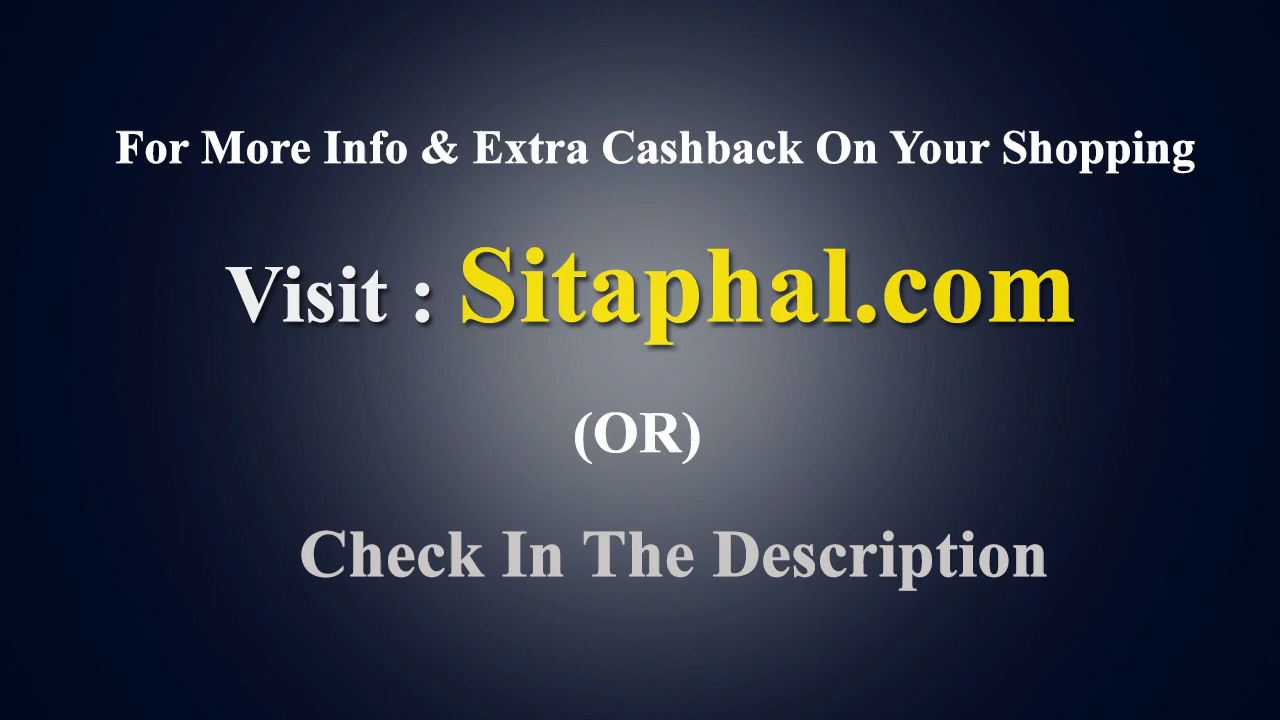 For More Info & Extra Cashback On Your Shopping
Visit : Sitaphal.com
(OR)
Check In The Description